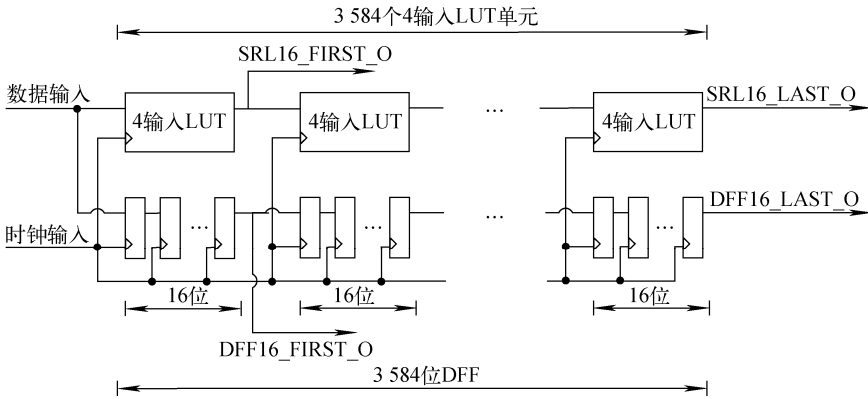 3 584个4输入LUT单元
SRL16_FIRST_O
数据输入
SRL16_LAST_O
4输入LUT
4输入LUT
...
4输入LUT
DFF16_LAST_O
...
...
...
...
时钟输入
16位
16位
16位
DFF16_FIRST_O
3 584位DFF